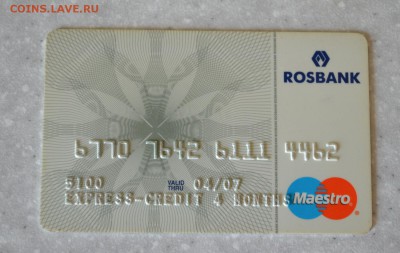 COINS.LAVE.RU
ROSBANK
6770 7642 6111 4462
5100 VALID THRU 04/07
EXPRESS-CREDIT 4 MONTHS
Maestro